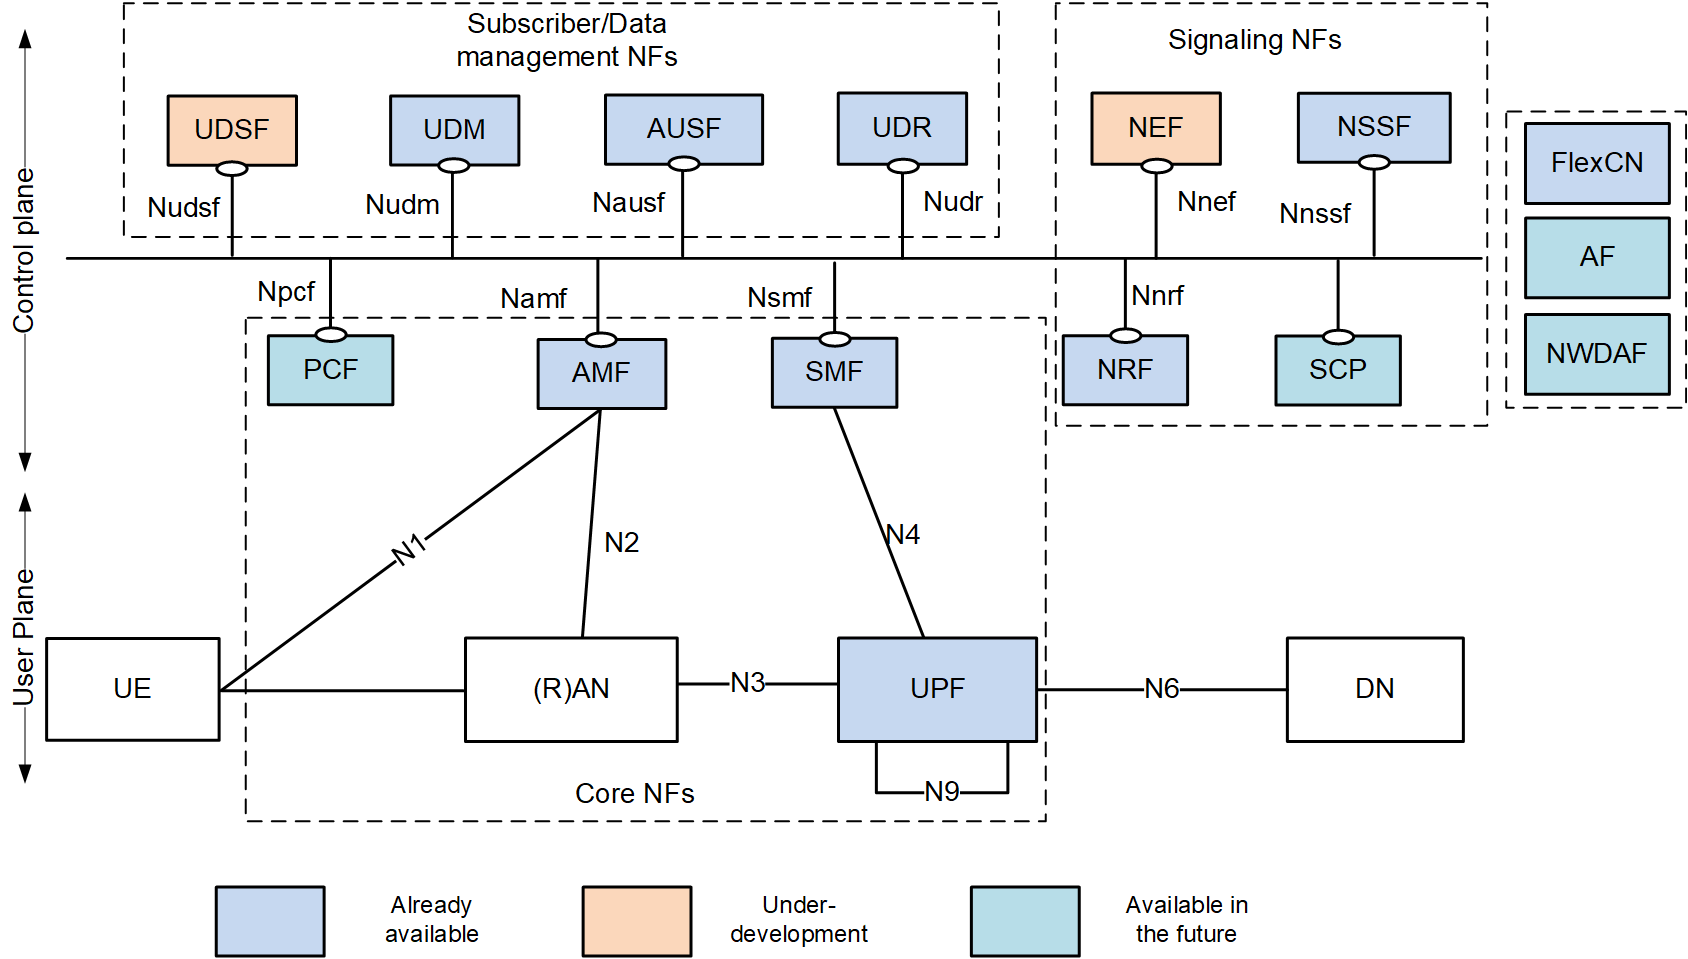 Subscriber/Data
management NFs
Signaling NFs
UDSF
UDM
AUSF
UDR
NEF
NSSF
FlexCN
Nudsf
Nudm
Nausf
Nudr
Nnef
Nnssf
Control plane
AF
Npcf
Namf
Nsmf
Nnrf
PCF
AMF
SMF
NRF
SCP
NWDAF
N1
N2
N4
User Plane
UE
(R)AN
N3
UPF
N6
DN
N9
Core NFs
Already
available
Under-
development
Available in
the future